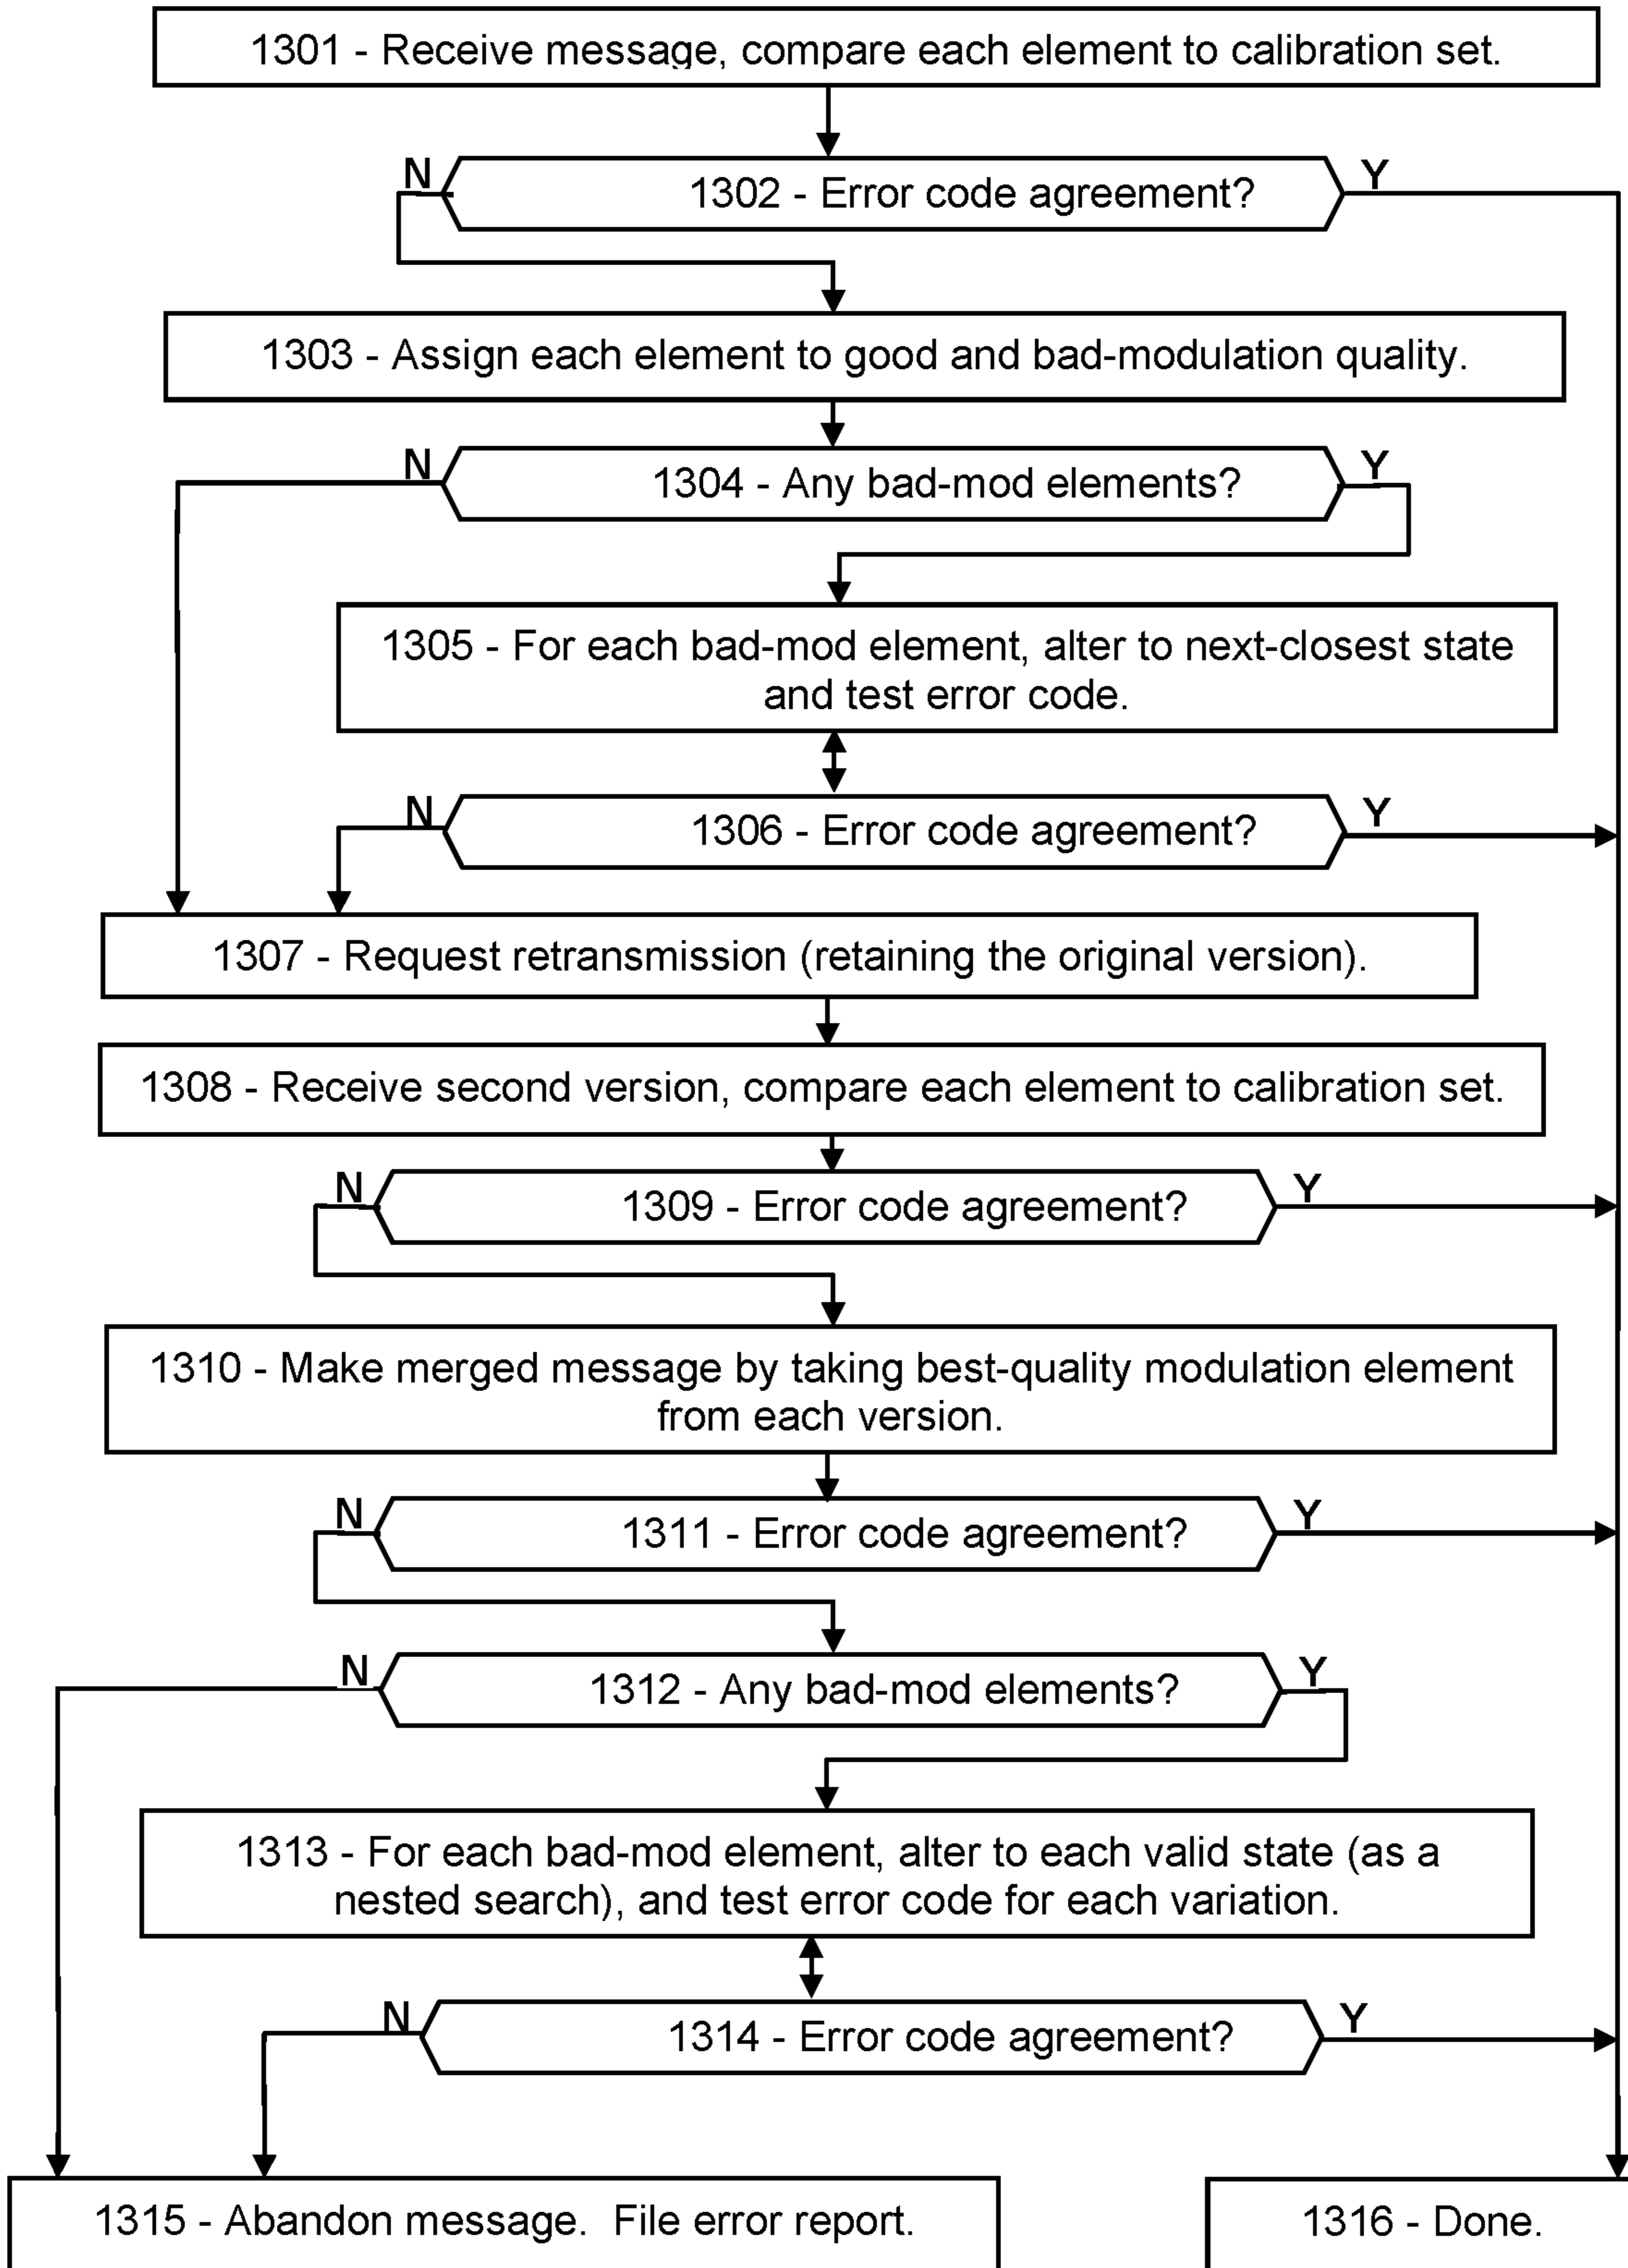 1301 - Receive message, compare each element to calibration set.
N
1302 - Error code agreement?
Y
1303 - Assign each element to good and bad-modulation quality.
N
1304 - Any bad-mod elements?
Y
1305 - For each bad-mod element, alter to next-closest state
and test error code.
N
1306 - Error code agreement?
Y
1307 - Request retransmission (retaining the original version).
1308 - Receive second version, compare each element to calibration set.
N
1309 - Error code agreement?
Y
1310 - Make merged message by taking best-quality modulation element
from each version.
N
1311 - Error code agreement?
Y
N
1312 - Any bad-mod elements?
Y
1313 - For each bad-mod element, alter to each valid state (as a
nested search), and test error code for each variation.
N
1314 - Error code agreement?
Y
1315 - Abandon message.  File error report.
1316 - Done.